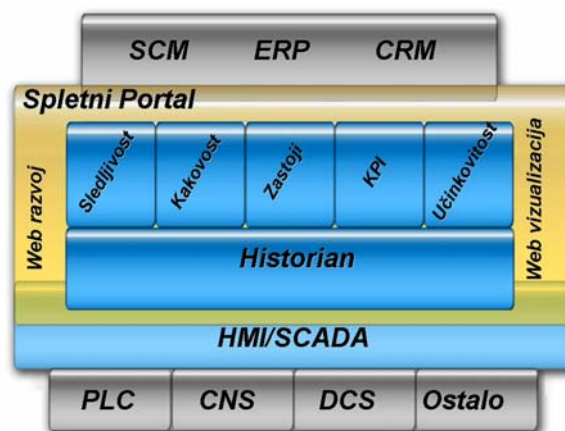 SCM ERP CRM
Spletni Portal
Web razvoj
Sledljivost
Kakovost
Zastoji
KPI
Učinkovitost
Web vizualizacija
Historian
HMI/SCADA
PLC CNS DCS Ostalo